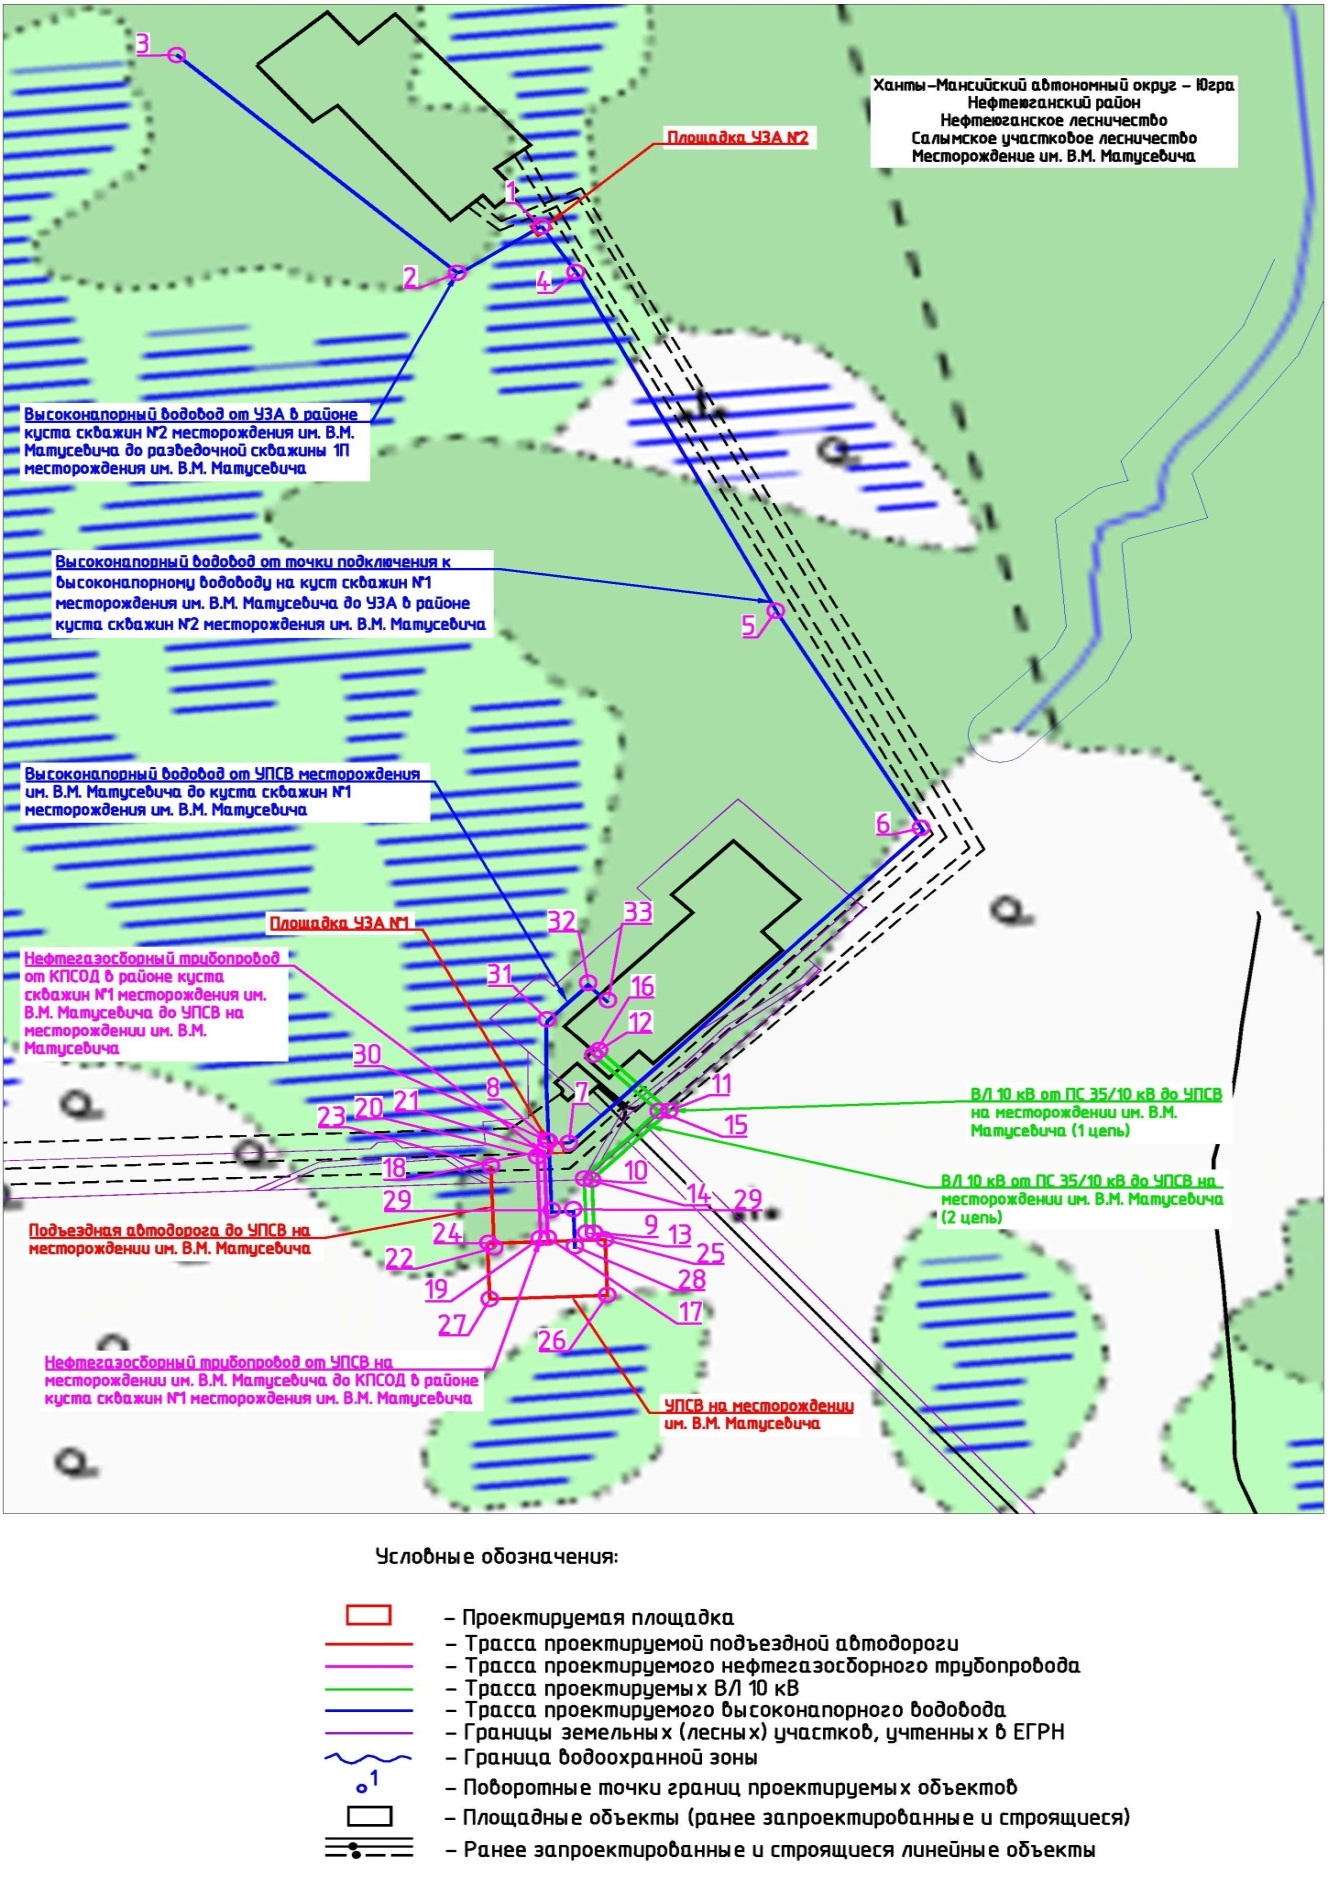 3
Ханты-Мансийский автономный округ - Югра
Нефтеюганский район
Нефтеюганское лесничество
Салымское участковое лесничество
Месторождение им. В.М. Матусевича
Площадка УЗА №2
1
2
4
Высоконапорный водовод от УЗА в районе
куста скважин №2 месторождения им. В.М.
Матусевича до разведочной скважины 1П
месторождения им. В.М. Матусевича
Высоконапорный водовод от точки подключения к
высоконапорному водоводу на куст скважин №1
месторождения им. В.М. Матусевича до УЗА в районе
куста скважин №2 месторождения им. В.М. Матусевича
5
Высоконапорный водовод от УПСВ месторождения
им. В.М. Матусевича до куста скважин №1
месторождения им. В.М. Матусевича
6
Площадка УЗА №1
32
33
Нефтегазосборный трубопровод
от КПСОД в районе куста
скважин №1 месторождения им.
В.М. Матусевича до УПСВ на
месторождении им. В.М.
Матусевича
31
16
12
30
8
7
11
23
20
21
15
ВЛ 10 кВ от ПС 35/10 кВ до УПСВ
на месторождении им. В.М.
Матусевича (1 цепь)
18
10
ВЛ 10 кВ от ПС 35/10 кВ до УПСВ на
месторождении им. В.М. Матусевича
(2 цепь)
29
14
29
Подъездная автодорога до УПСВ на
месторождении им. В.М. Матусевича
24
9
13
22
25
19
28
27
17
26
Нефтегазосборный трубопровод от УПСВ на
месторождении им. В.М. Матусевича до КПСОД в районе
куста скважин №1 месторождения им. В.М. Матусевича
УПСВ на месторождении
им. В.М. Матусевича
Условные обозначения:
- Проектируемая площадка
- Трасса проектируемой подъездной автодороги
- Трасса проектируемого нефтегазосборного трубопровода
- Трасса проектируемых ВЛ 10 кВ
- Трасса проектируемого высоконапорного водовода
- Границы земельных (лесных) участков, учтенных в ЕГРН
- Граница водоохранной зоны
1
- Поворотные точки границ проектируемых объектов
- Площадные объекты (ранее запроектированные и строящиеся)
- Ранее запроектированные и строящиеся линейные объекты